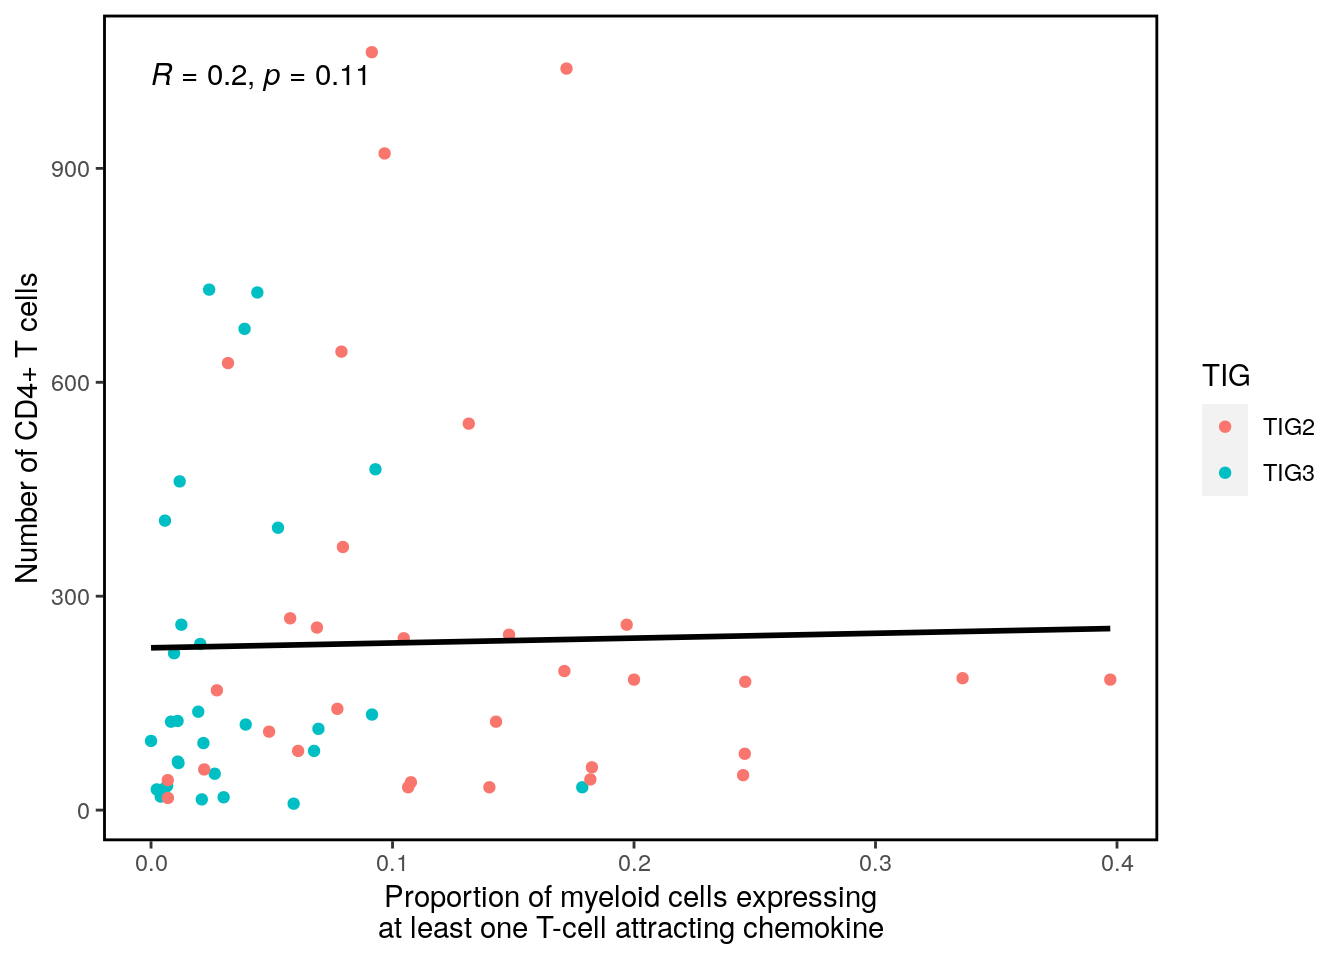 R = 0.2, p = 0.11
900
600
300
0
Number of CD4+ T cells
0.0 0.1 0.2 0.3 0.4
Proportion of myeloid cells expressing
at least one T-cell attracting chemokine
TIG
TIG2
TIG3